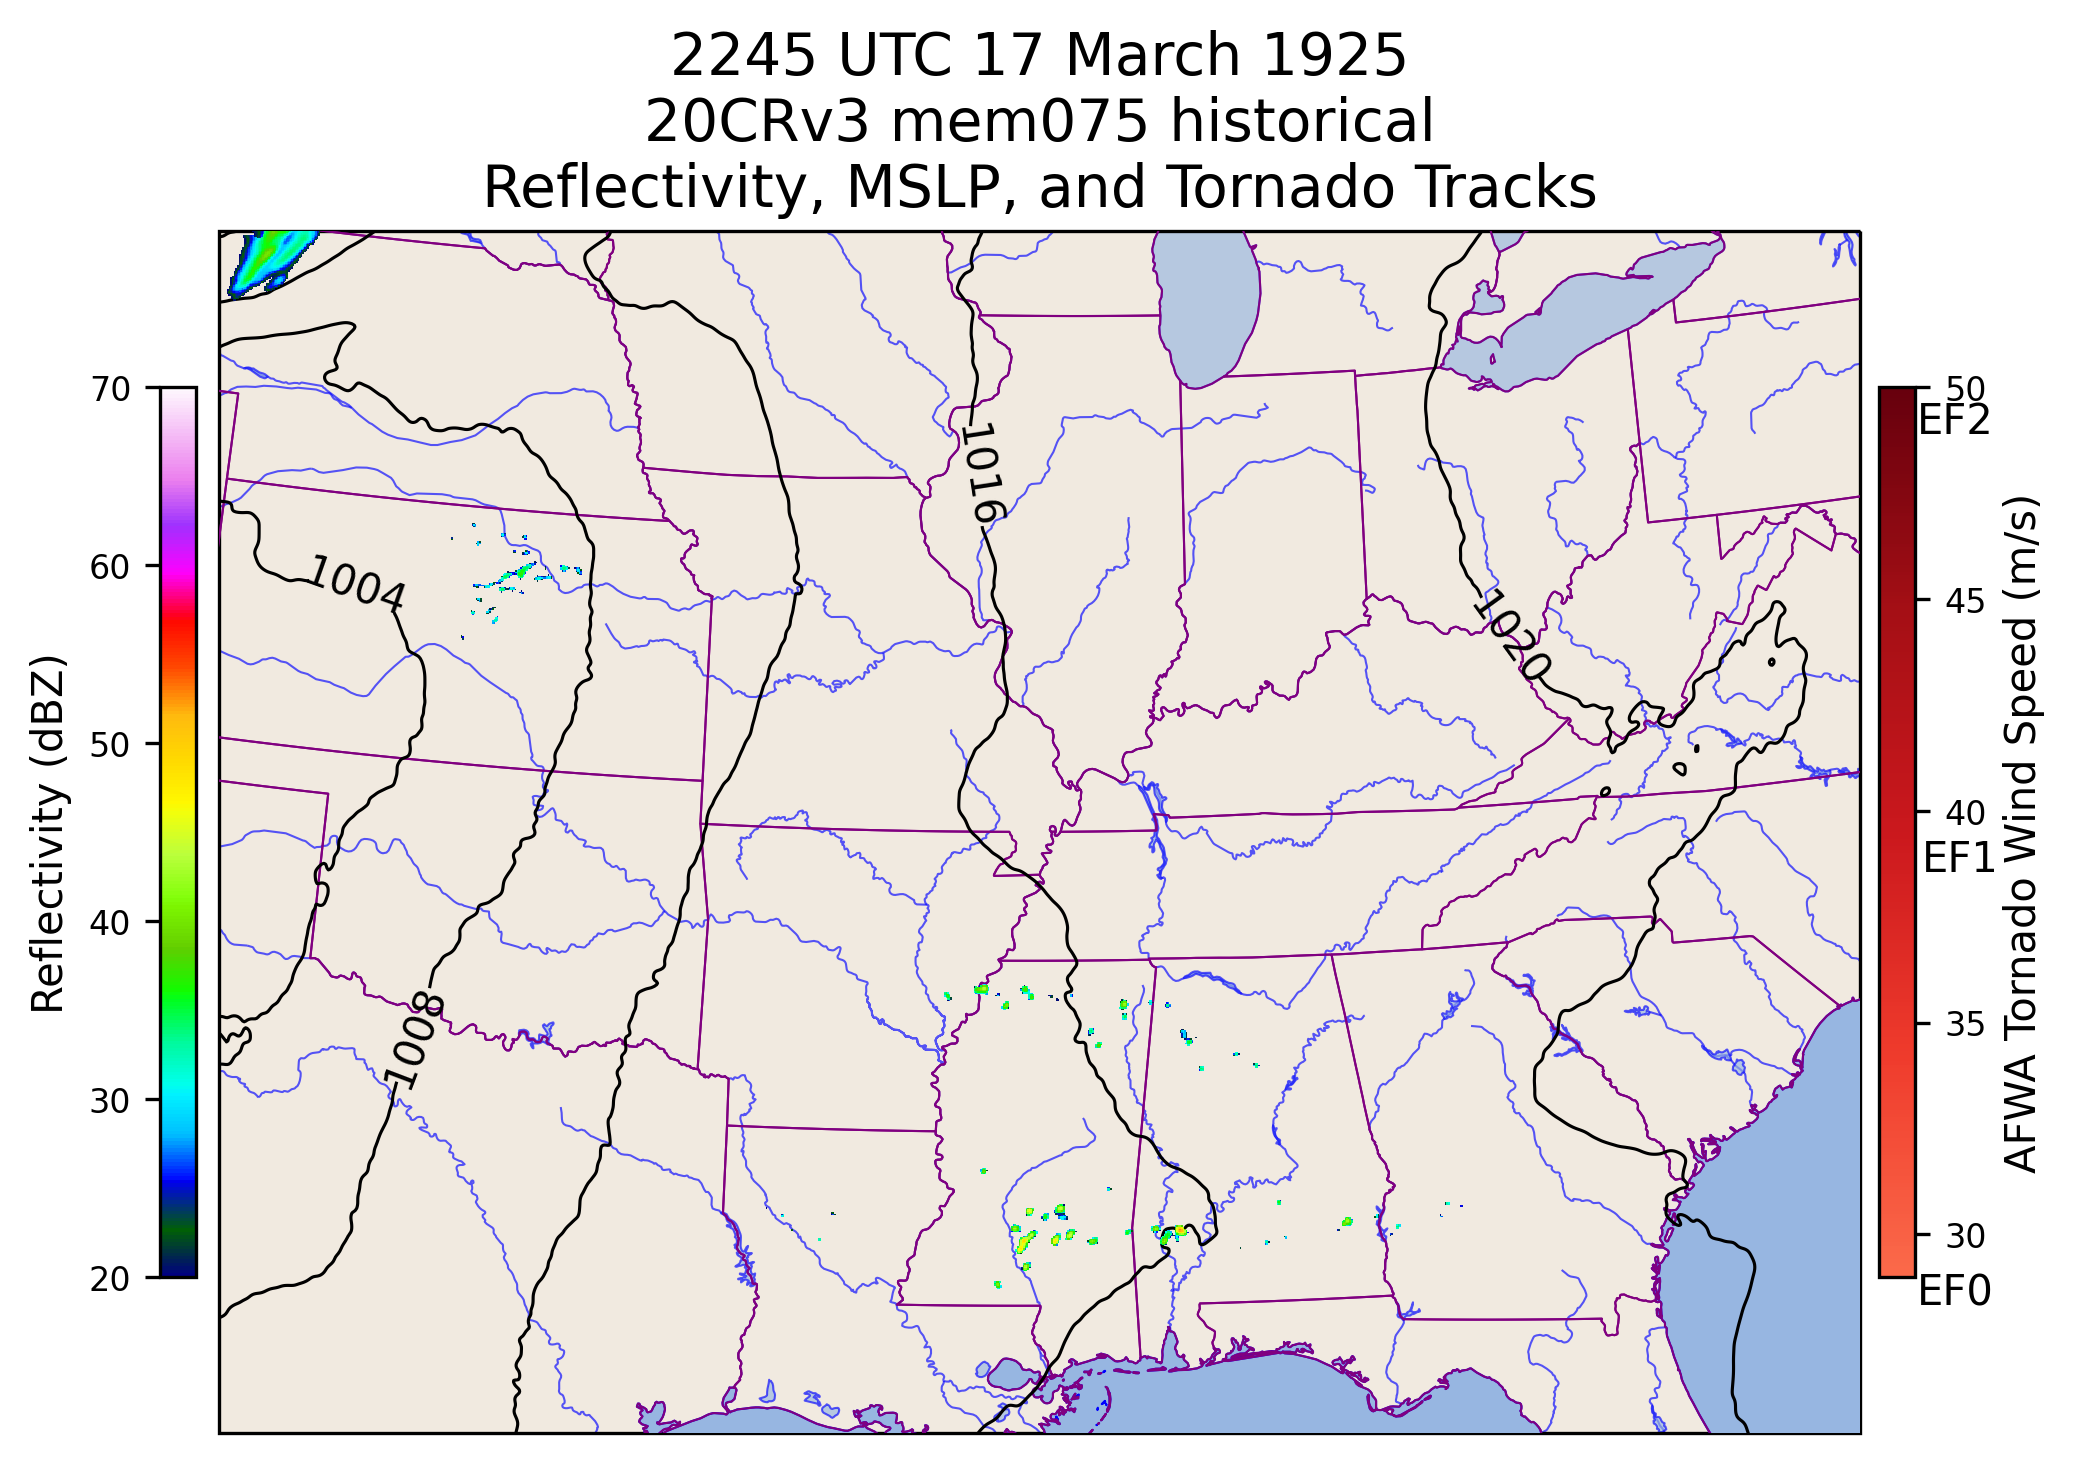 2245 UTC 17 March 1925
20CRv3 mem075 historical
Reflectivity, MSLP, and Tornado Tracks
Reflectivity (dBZ)
70
60
50
40
30
20
1004
1008
1016
1020
50
EF2
45
40
EF1
35
30
EF0
AFWA Tornado Wind Speed (m/s)